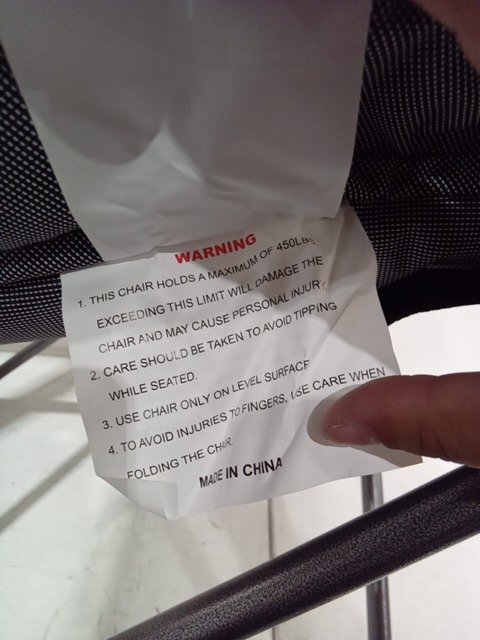 WARNING
1. THIS CHAIR HOLDS A MAXIMUM OF 450LBS,
EXCEEDING THIS LIMIT WILL DAMAGE THE
CHAIR AND MAY CAUSE PERSONAL INJURY.
2. CARE SHOULD BE TAKEN TO AVOID TIPPING
WHILE SEATED.
3. USE CHAIR ONLY ON LEVEL SURFACE
4. TO AVOID INJURIES TO FINGERS, USE CARE WHEN
FOLDING THE CHAIR.
MADE IN CHINA